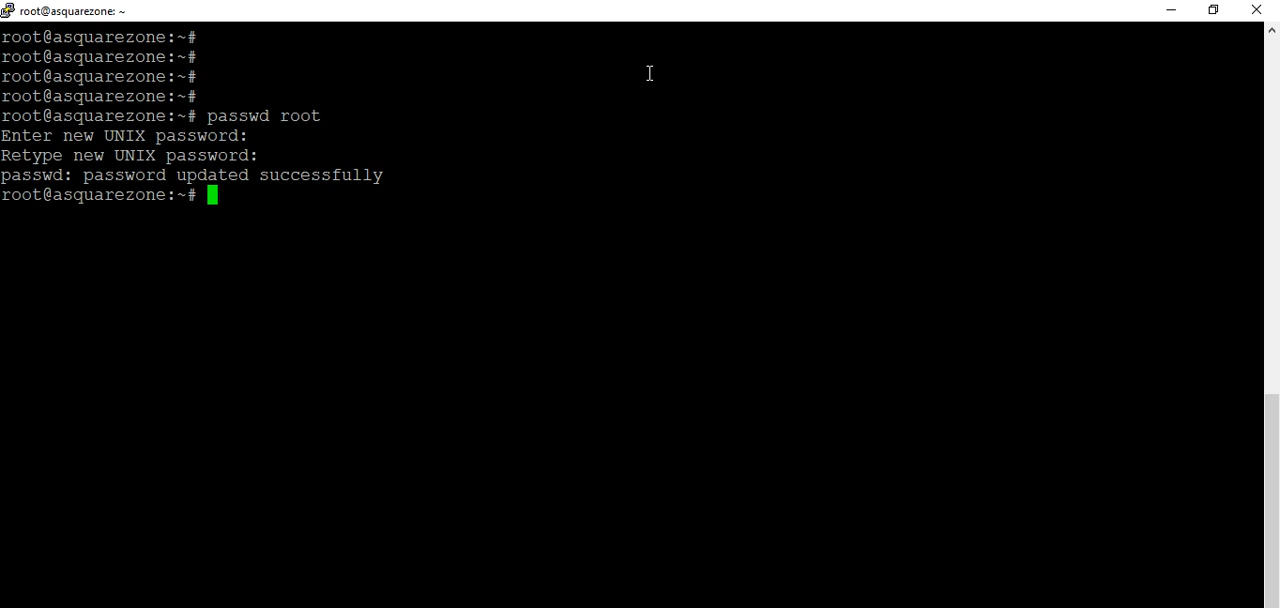 root@asquarezone: ~
root@asquarezone:~#
root@asquarezone:~#
root@asquarezone:~#
root@asquarezone:~#
root@asquarezone:~# passwd root
Enter new UNIX password:
Retype new UNIX password:
passwd: password updated successfully
root@asquarezone:~#